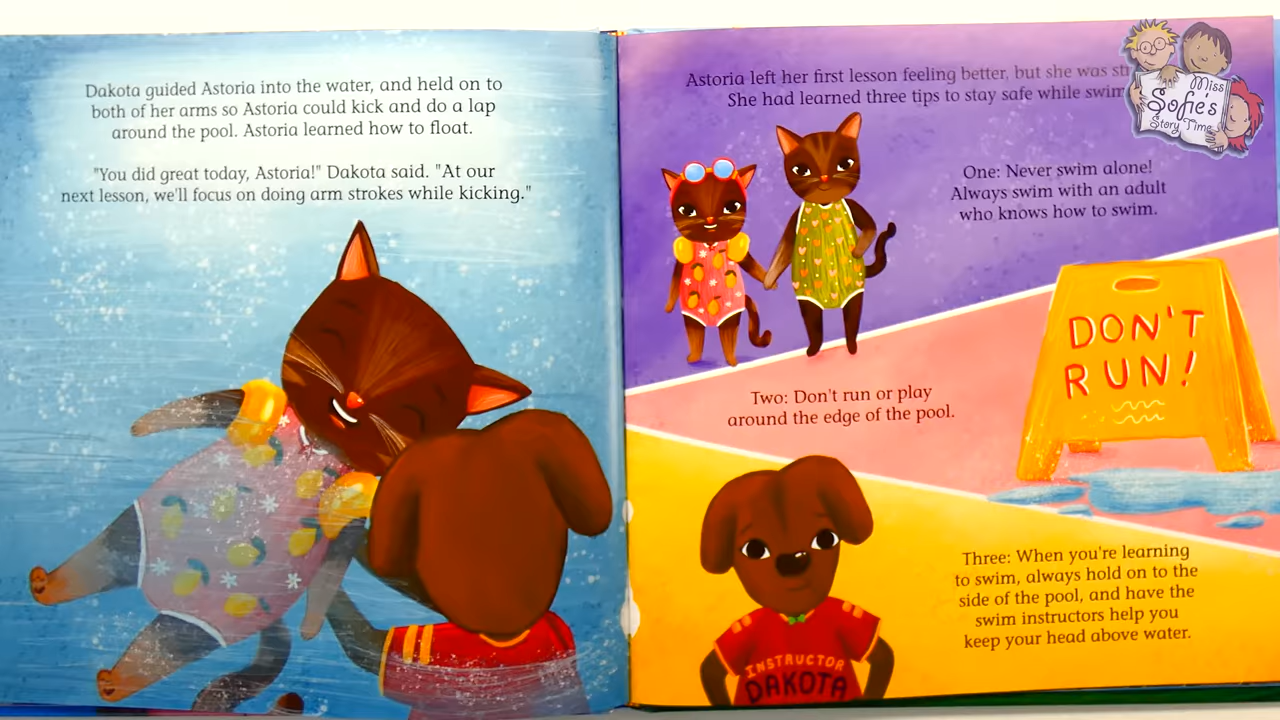 Dakota guided Astoria into the water, and held on to
both of her arms so Astoria could kick and do a lap
around the pool. Astoria learned how to float.
"You did great today, Astoria!" Dakota said. "At our
next lesson, we'll focus on doing arm strokes while kicking."
Astoria left her first lesson feeling better, but she was
She had learned three tips to stay safe while
One: Never swim alone!
Always swim with an adult
who knows how to swim.
DON'T
RUN!
Two: Don't run or play
around the edge of the pool.
Three: When you're learning
to swim, always hold on to the
side of the pool, and have the
swim instructors help you
keep your head above water.
INSTRUCTOR
DAKOTA
Miss
Sofie's
Story Time